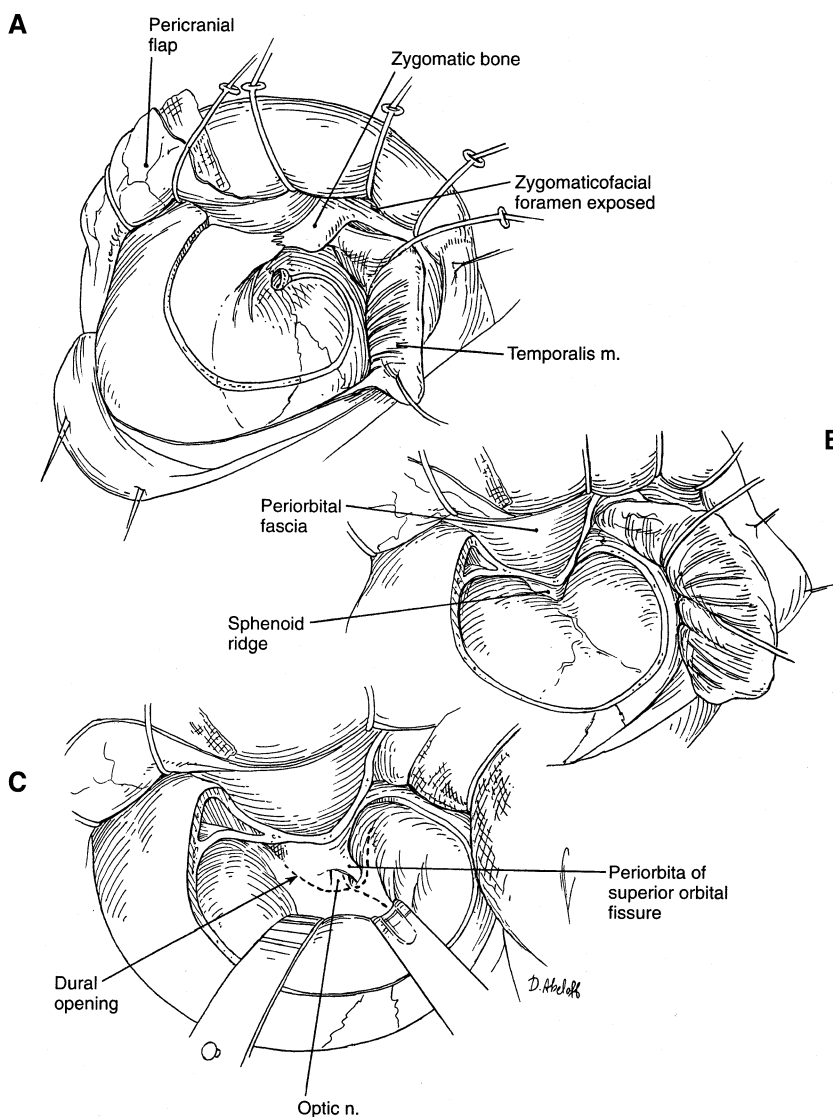 A
Pericranial
flap
Zygomatic bone
Zygomaticofacial
foramen exposed
Temporalis m.
B
Periorbital
fascia
Sphenoid
ridge
C
Periorbita of
superior orbital
fissure
Dural
opening
D. Abeloff
Optic n.